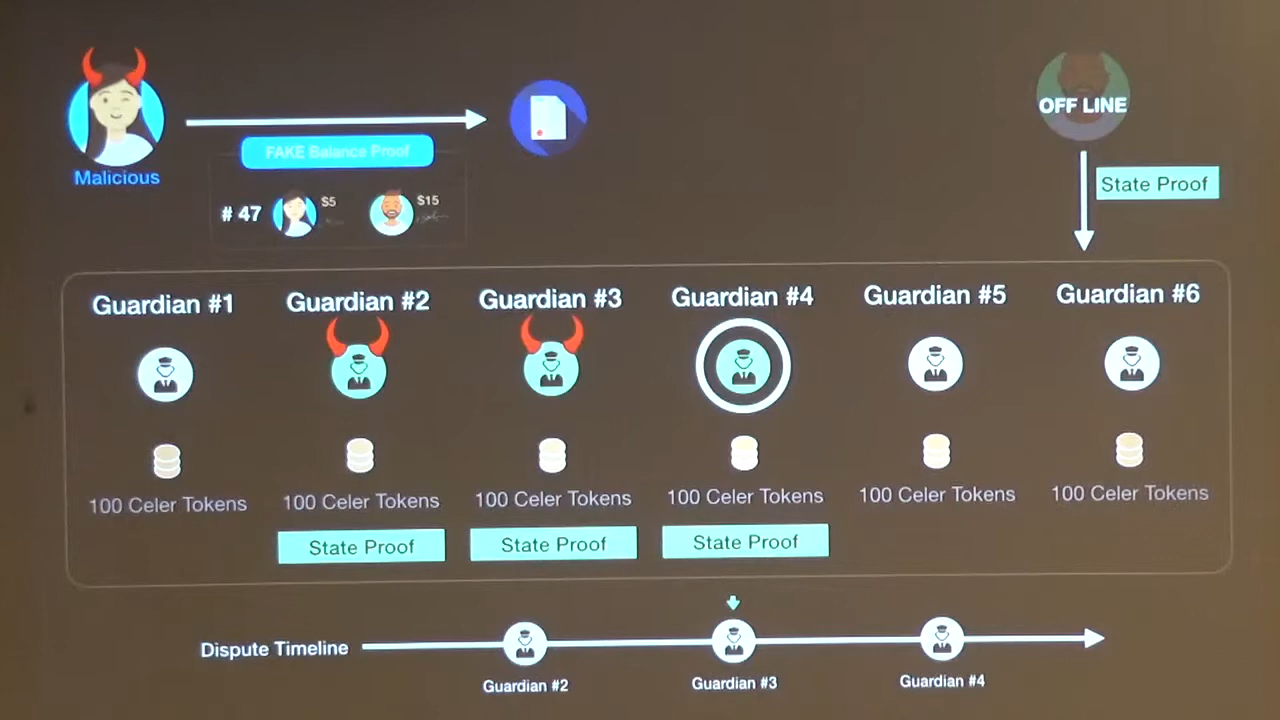 OFF LINE
FAKE Balance Proof
Malicious
State Proof
# 47
$5
$15
Guardian #1
Guardian #2
Guardian #3
Guardian #4
Guardian #5
Guardian #6
100 Celer Tokens
100 Celer Tokens
100 Celer Tokens
100 Celer Tokens
100 Celer Tokens
100 Celer Tokens
State Proof
State Proof
State Proof
Dispute Timeline
Guardian #2
Guardian #3
Guardian #4